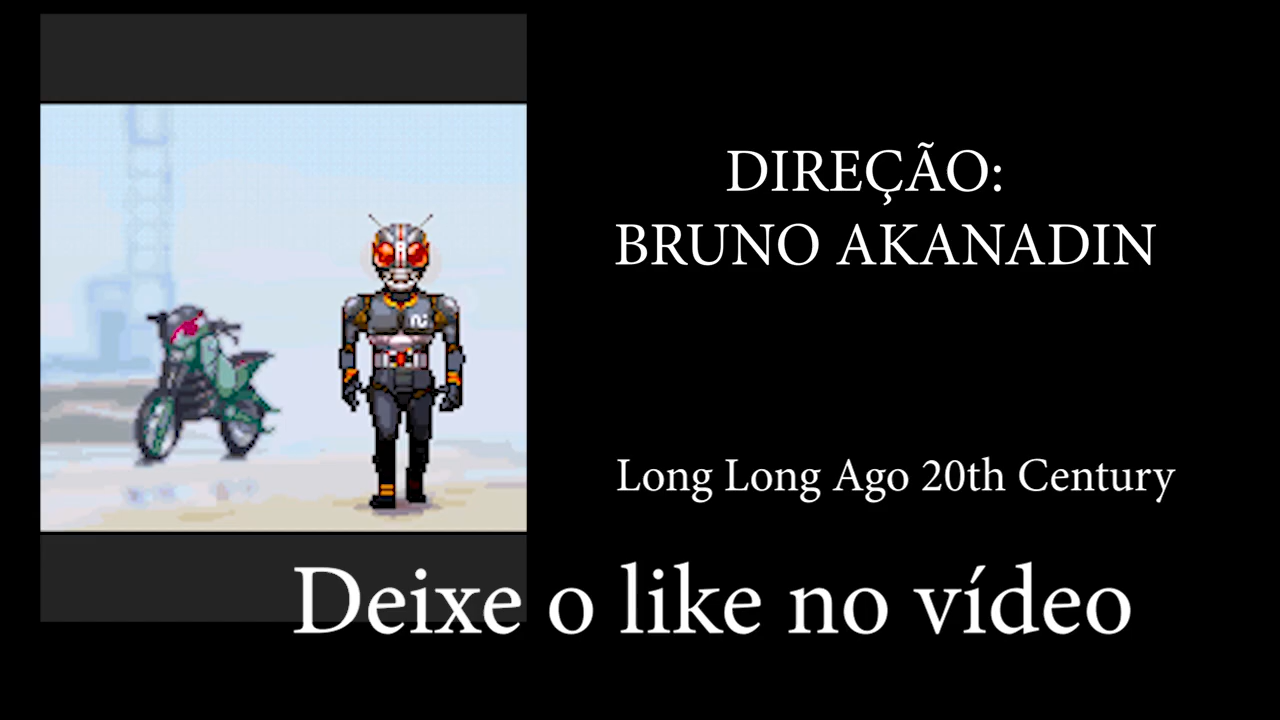 DIREÇÃO:
BRUNO AKANADIN
Long Long Ago 20th Century
Deixe o like no vídeo